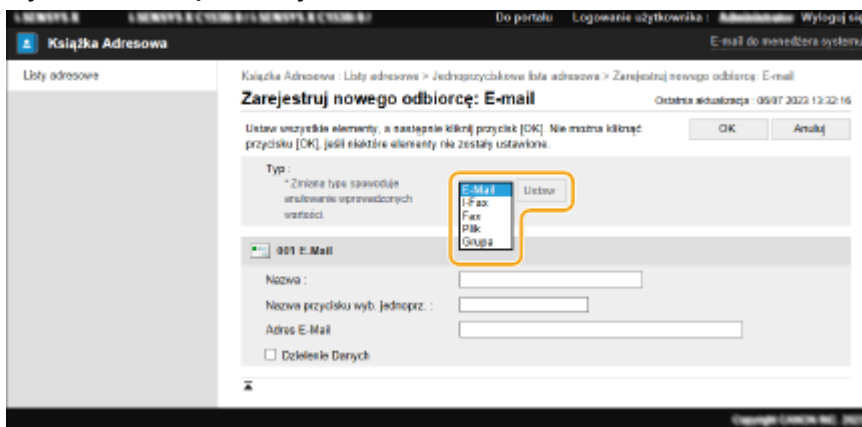 Do portalu Logowanie użytkownika : Wyloguj się
Książka Adresowa E-mail do menedżera systemu
Listy adresowe
Książka Adresowa : Listy adresowe > Jednoprzyciskowa lista adresowa > Zarejestruj nowego odbiorcę: E-mail
Zarejestruj nowego odbiorcę: E-mail
Ostatnia aktualizacja : 06/07 2023 13:32:16
Ustaw wszystkie elementy, a następnie kliknij przycisk [OK]. Nie można kliknąć
przycisku [OK], jeśli niektóre elementy nie zostały ustawione.
OK Anuluj
Typ :
* Zmiana typu spowoduje
anulowanie wprowadzonych
wartości.
E-Mail
I-Fax
Fax
Plik
Grupa
Ustaw
001 E-Mail
Nazwa :
Nazwa przycisku wyb. jednoprz. :
Adres E-Mail
Dzielenie Danych
Copyright CANON INC.